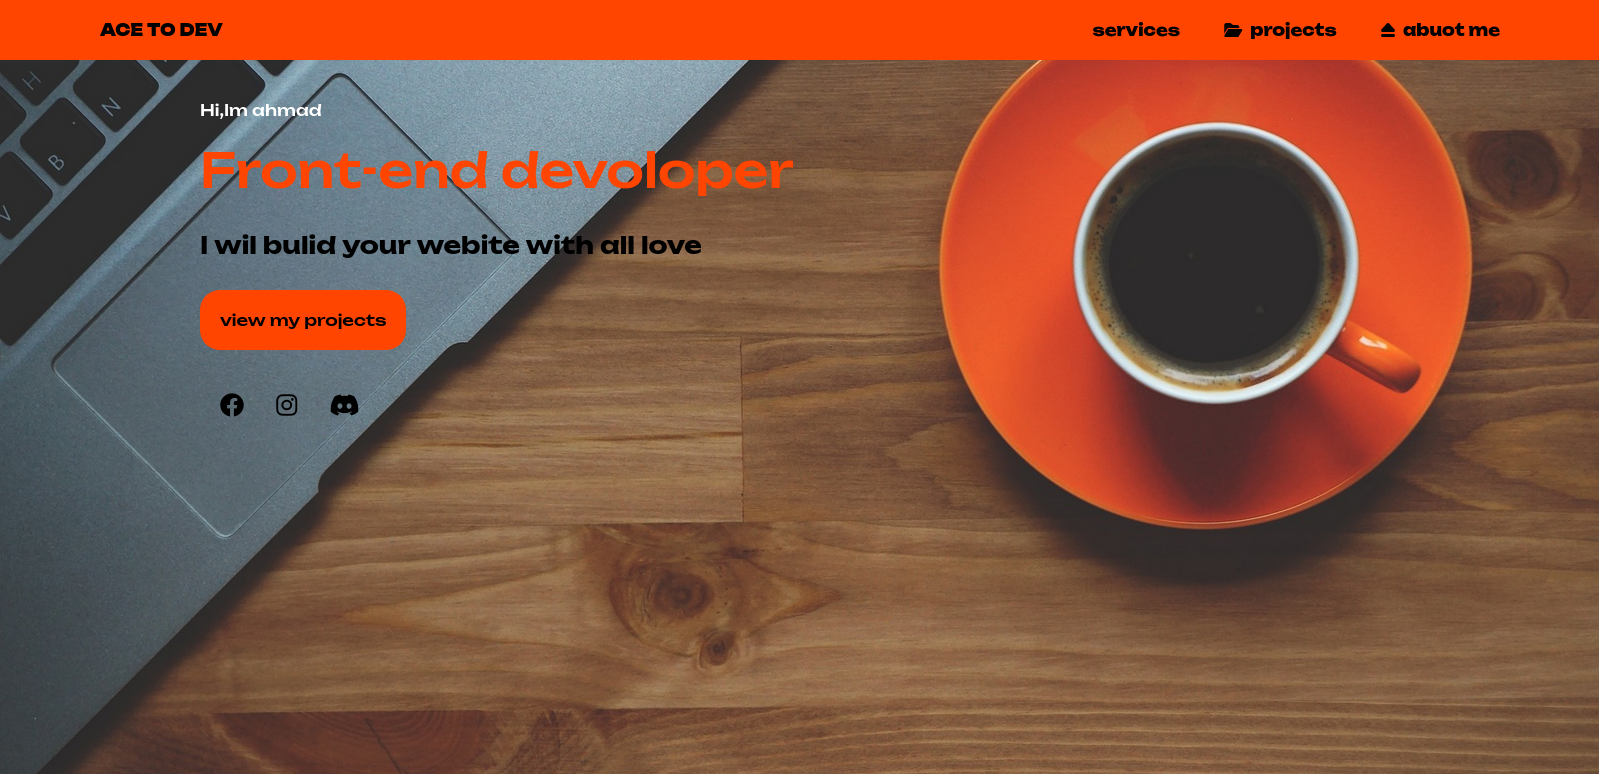 ACE TO DEV
services projects abuot me
Hi,Im ahmad
Front-end devoloper
I wil bulid your webite with all love
view my projects
H
N
B
V